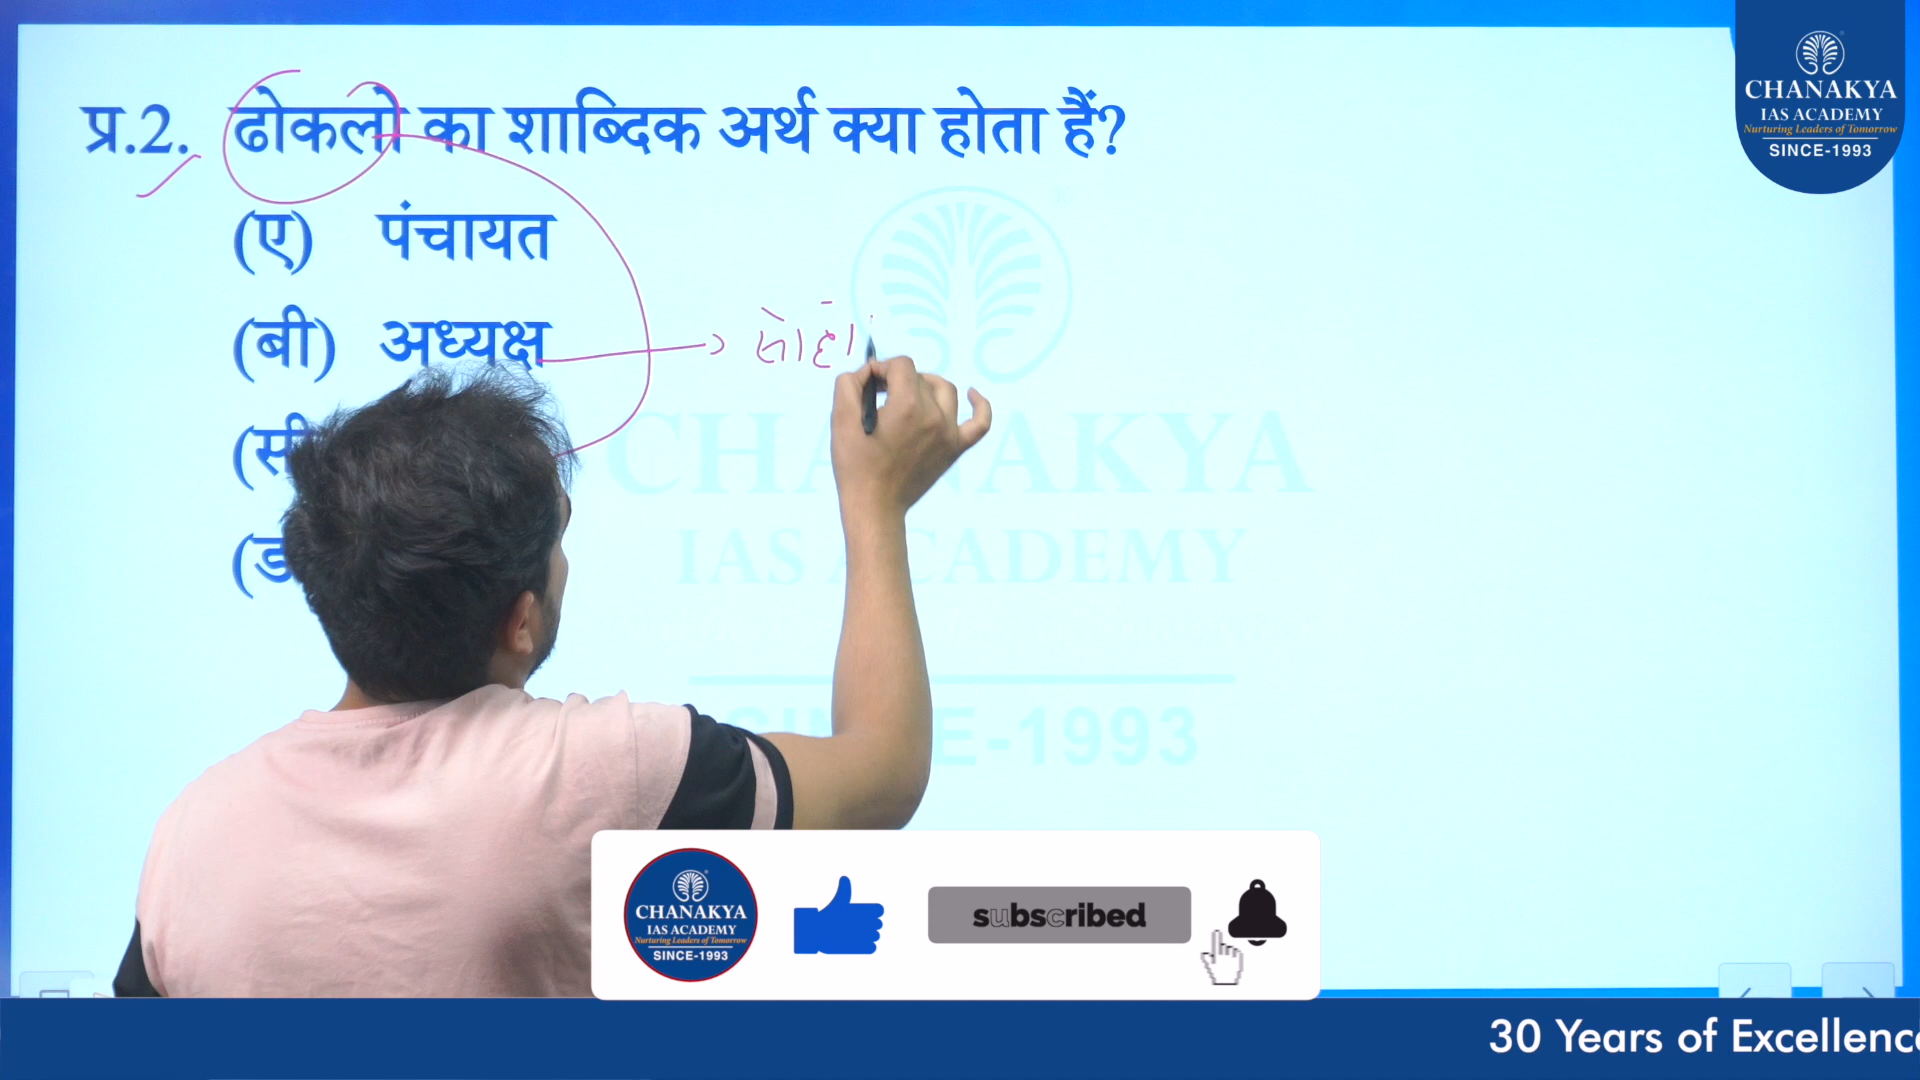 प्र.2. ढोकलो का शाब्दिक अर्थ क्या होता हैं?
(ए) पंचायत
(बी) अध्यक्ष
(सी
(ड
CHANAKYA
IAS ACADEMY
Nurturing Leaders of Tomorrow
SINCE-1993
CHANAKYA
IAS ACADEMY
SINCE-1993
CHANAKYA
IAS ACADEMY
Nurturing Leaders of Tomorrow
SINCE-1993
subscribed
30 Years of Excellence